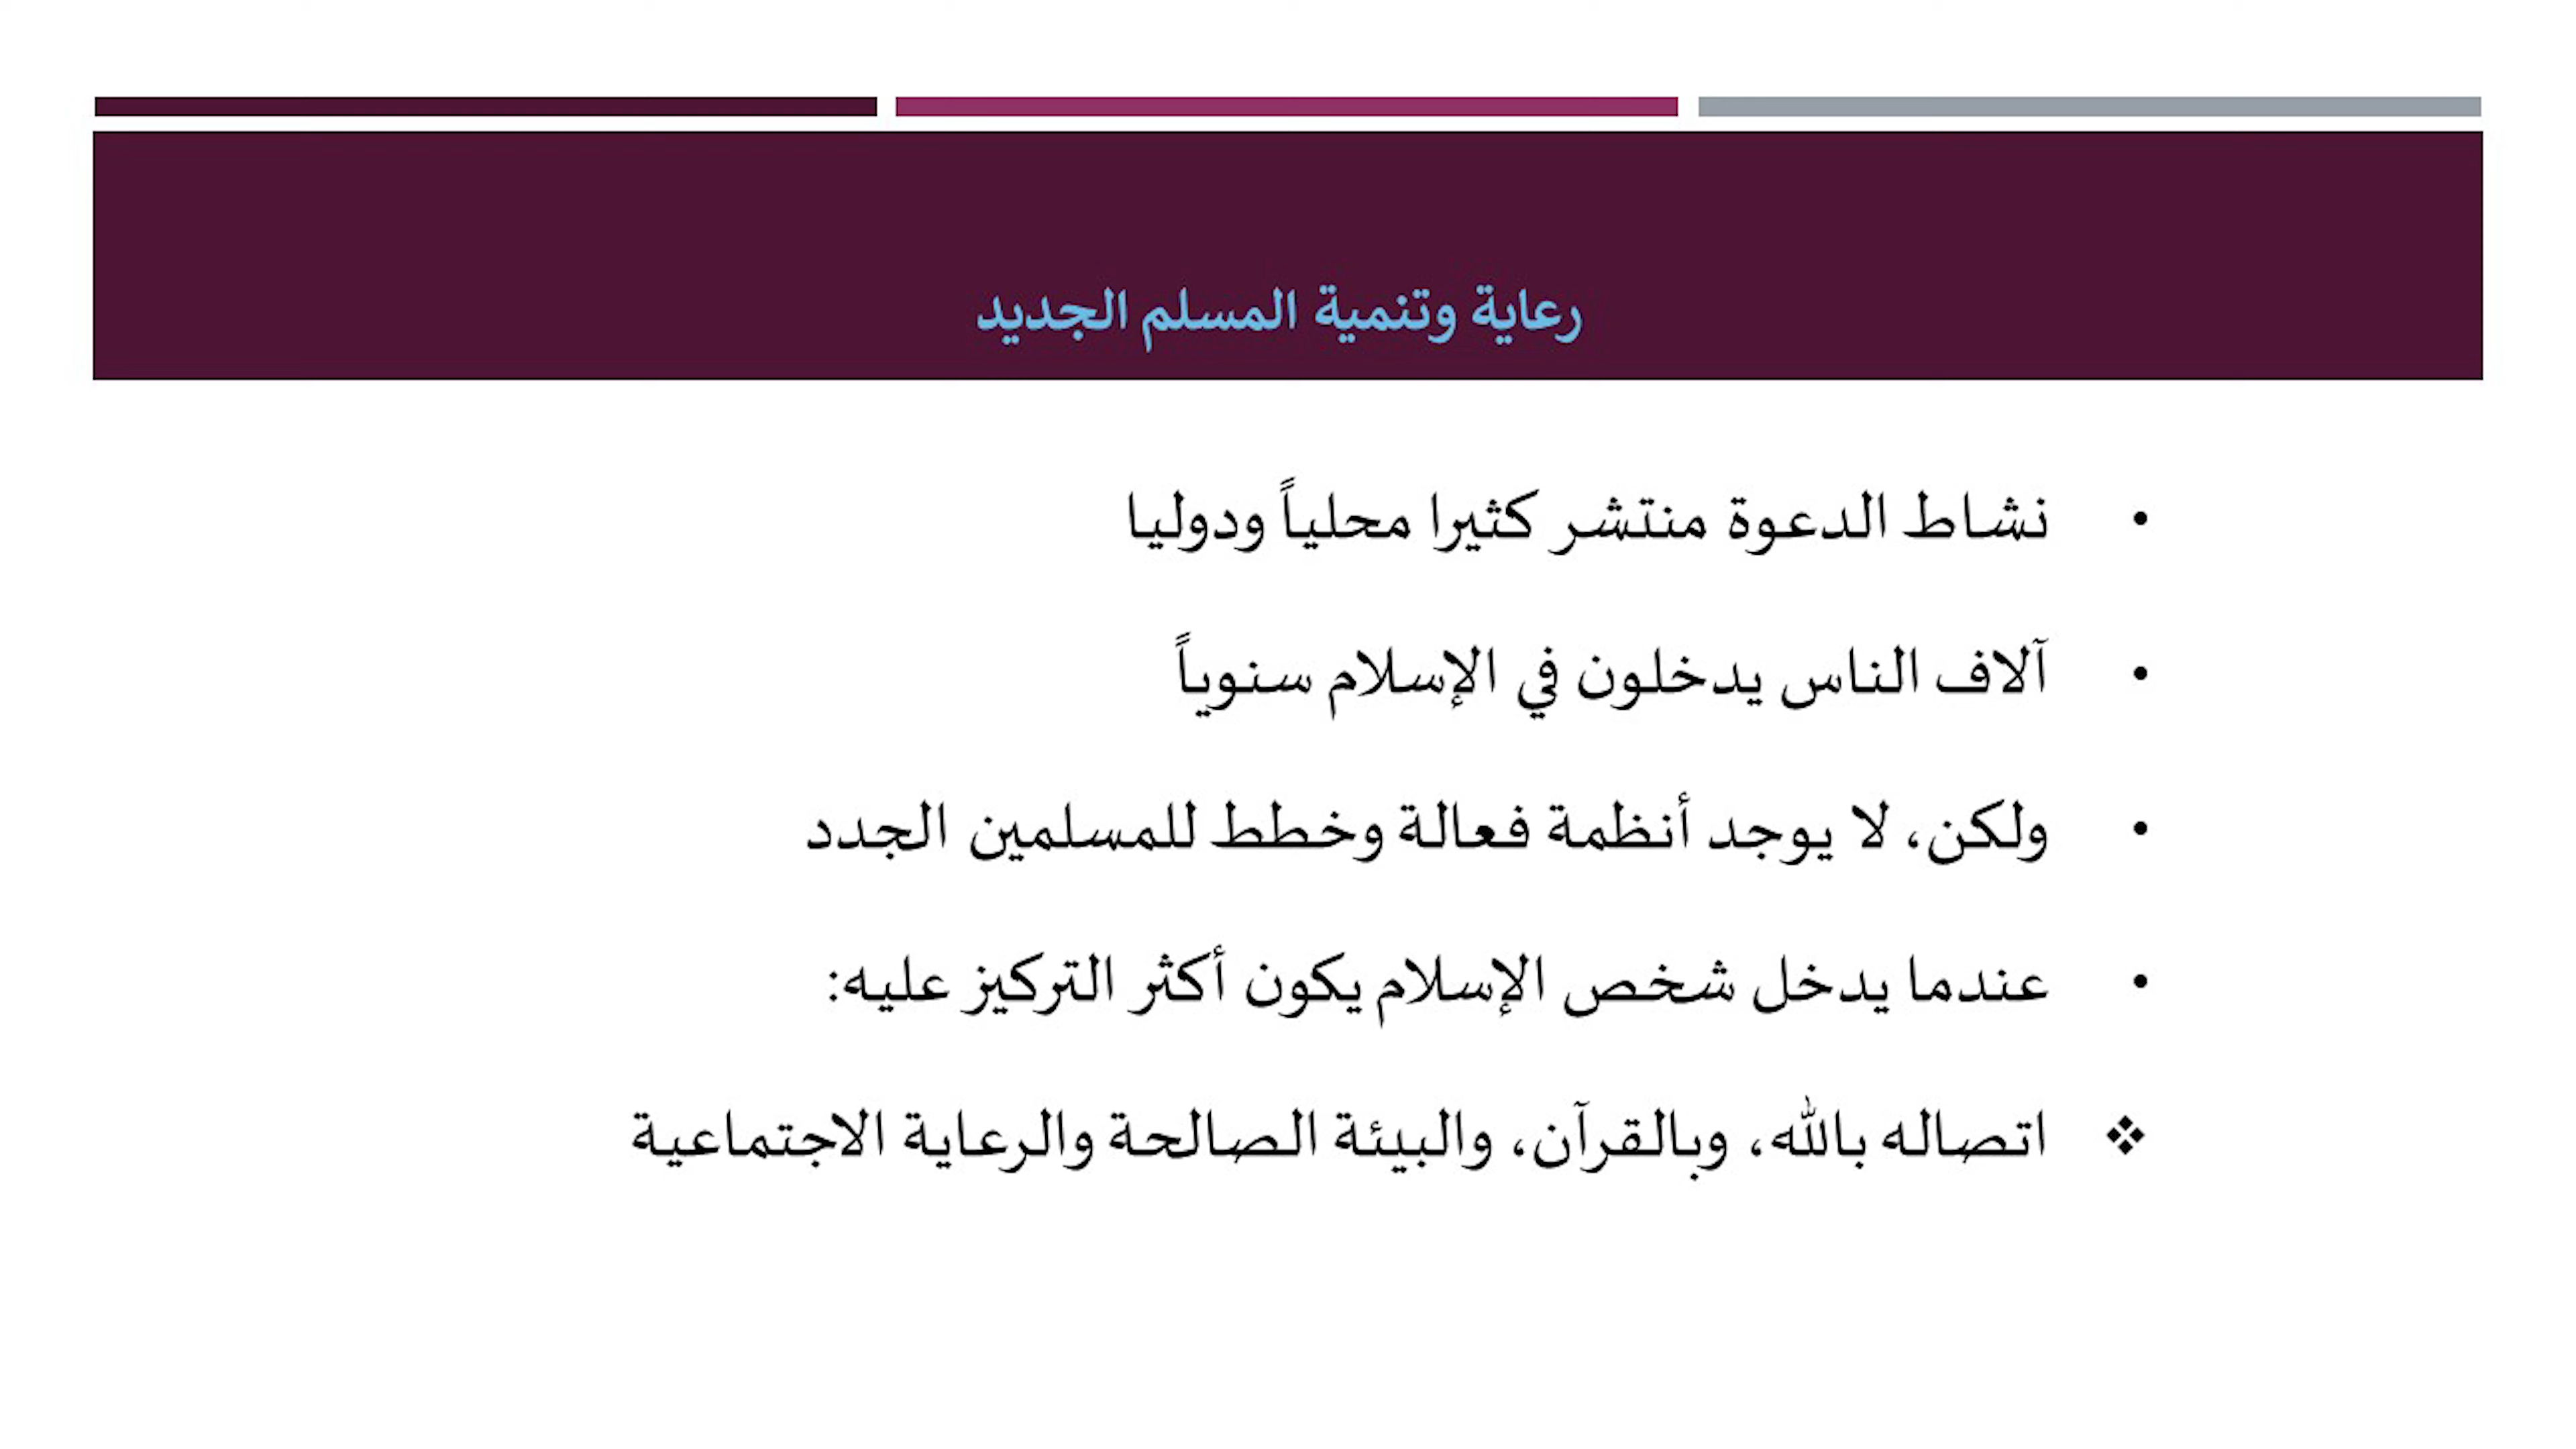 رعاية وتنمية المسلم الجديد
• نشاط الدعوة منتشر كثيرا محلياً ودوليا
• آلاف الناس يدخلون في الإسلام سنوياً
• ولكن، لا يوجد أنظمة فعالة وخطط للمسلمين الجدد
• عندما يدخل شخص الإسلام يكون أكثر التركيز عليه:
❖ اتصاله بالله، وبالقرآن، والبيئة الصالحة والرعاية الاجتماعية